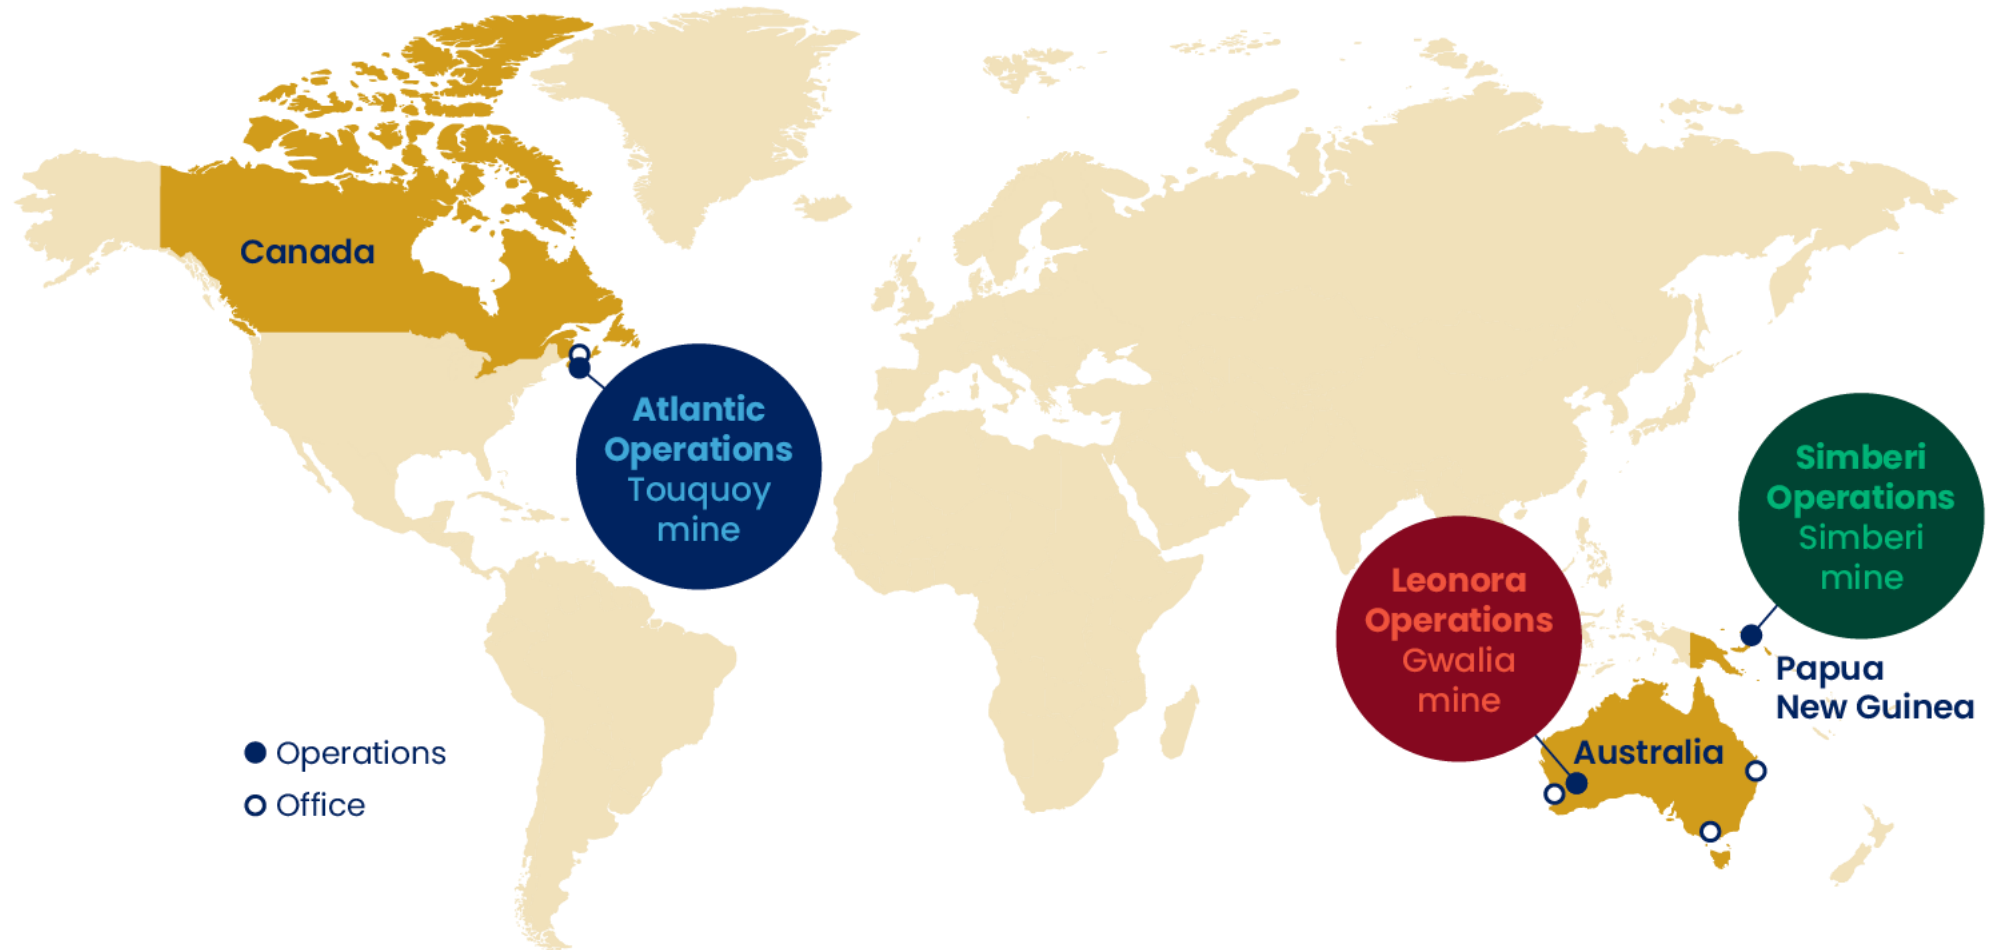 Canada
Atlantic
Operations
Touquoy
mine
Simberi
Operations
Simberi
mine
Leonora
Operations
Gwalia
mine
Papua
New Guinea
Australia
Operations
Office